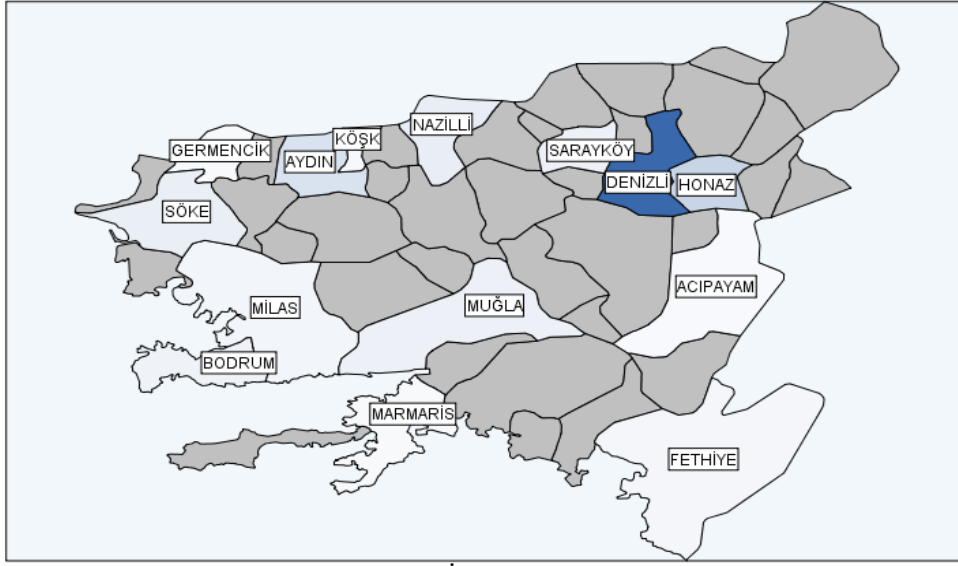 NAZİLLİ
KÖŞK
GERMENCİK
SARAYKÖY
AYDIN
DENİZLİ
HONAZ
SÖKE
ACIPAYAM
MİLAS
MUĞLA
BODRUM
MARMARİS
FETHİYE